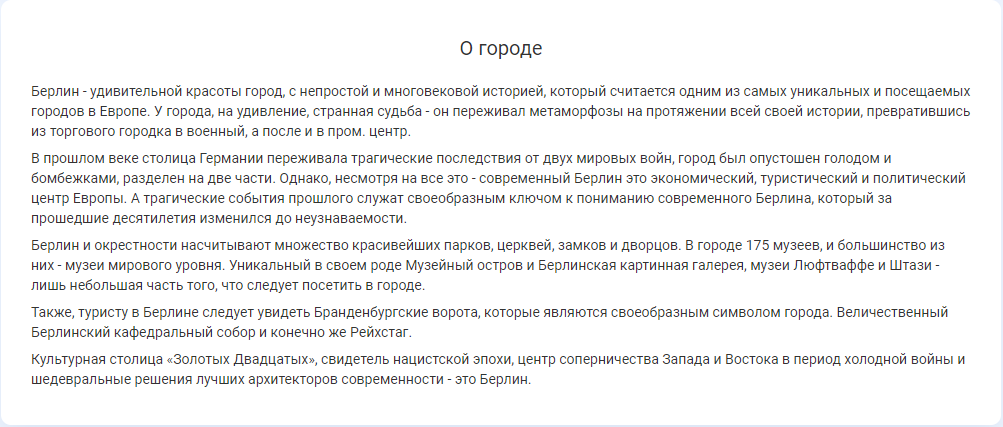 О городе
Берлин - удивительной красоты город, с непростой и многовековой историей, который считается одним из самых уникальных и посещаемых
городов в Европе. У города, на удивление, странная судьба - он переживал метаморфозы на протяжении всей своей истории, превратившись
из торгового городка в военный, а после и в пром. центр.
В прошлом веке столица Германии переживала трагические последствия от двух мировых войн, город был опустошен голодом и
бомбежками, разделен на две части. Однако, несмотря на все это - современный Берлин это экономический, туристический и политический
центр Европы. А трагические события прошлого служат своеобразным ключом к пониманию современного Берлина, который за
прошедшие десятилетия изменился до неузнаваемости.
Берлин и окрестности насчитывают множество красивейших парков, церквей, замков и дворцов. В городе 175 музеев, и большинство из
них - музеи мирового уровня. Уникальный в своем роде Музейный остров и Берлинская картинная галерея, музеи Люфтваффе и Штази -
лишь небольшая часть того, что следует посетить в городе.
Также, туристу в Берлине следует увидеть Бранденбургские ворота, которые являются своеобразным символом города. Величественный
Берлинский кафедральный собор и конечно же Рейхстаг.
Культурная столица «Золотых Двадцатых», свидетель нацистской эпохи, центр соперничества Запада и Востока в период холодной войны и
шедевральные решения лучших архитекторов современности - это Берлин.